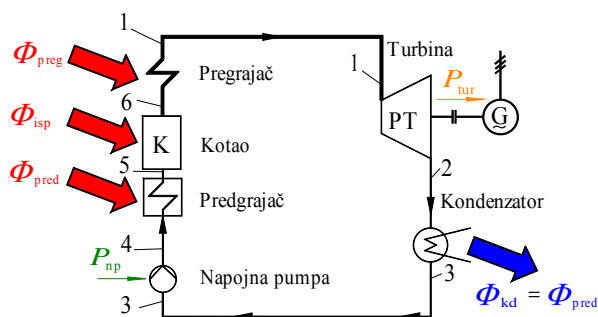 1
Turbina
Φpreg
Pregrajač
1
Ptur
6
Φisp
K
Kotao
PT
G
~
5
2
Φpred
Predgrajač
Kondenzator
4
Pnp
Napojna pumpa
3
3
Φkd = Φpred